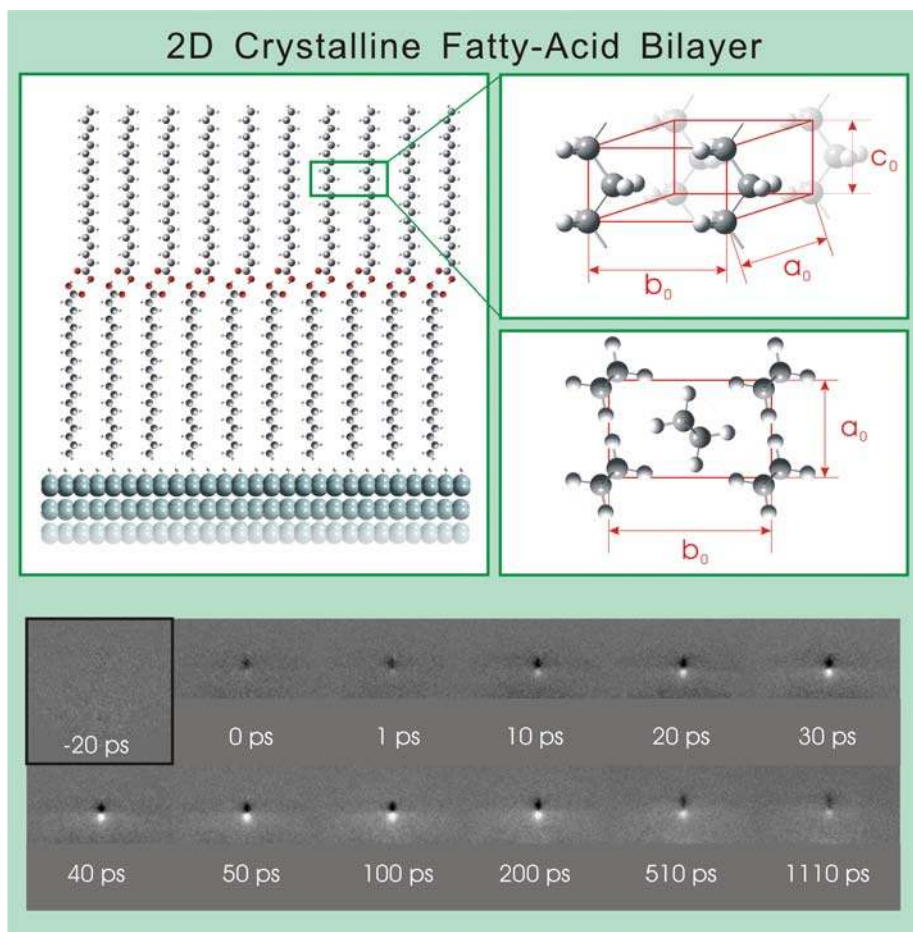 2D Crystalline Fatty-Acid Bilayer
c₀
a₀
b₀
a₀
b₀
-20 ps
0 ps
1 ps
10 ps
20 ps
30 ps
40 ps
50 ps
100 ps
200 ps
510 ps
1110 ps